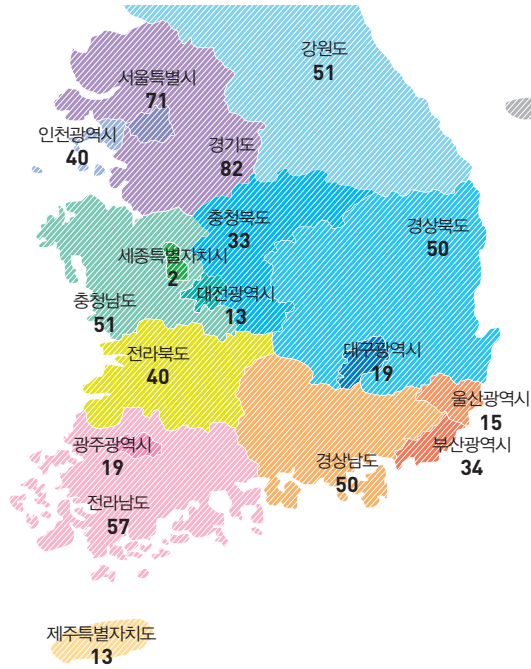 강원도
51
서울특별시
71
인천광역시
40
경기도
82
충청북도
33
경상북도
50
세종특별자치시
2
대전광역시
13
충청남도
51
전라북도
40
대구광역시
19
울산광역시
15
부산광역시
34
광주광역시
19
경상남도
50
전라남도
57
제주특별자치도
13